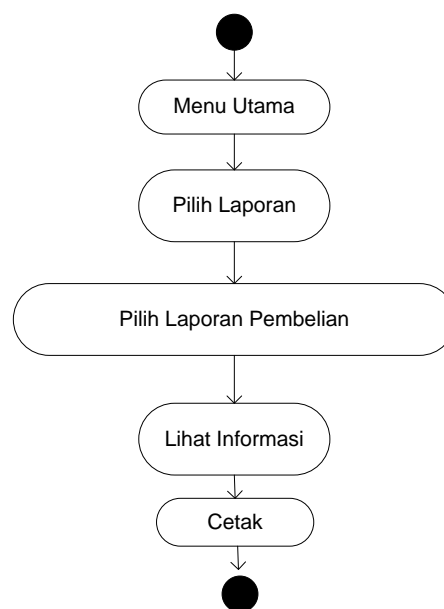 Menu Utama
Pilih Laporan
Pilih Laporan Pembelian
Lihat Informasi
Cetak